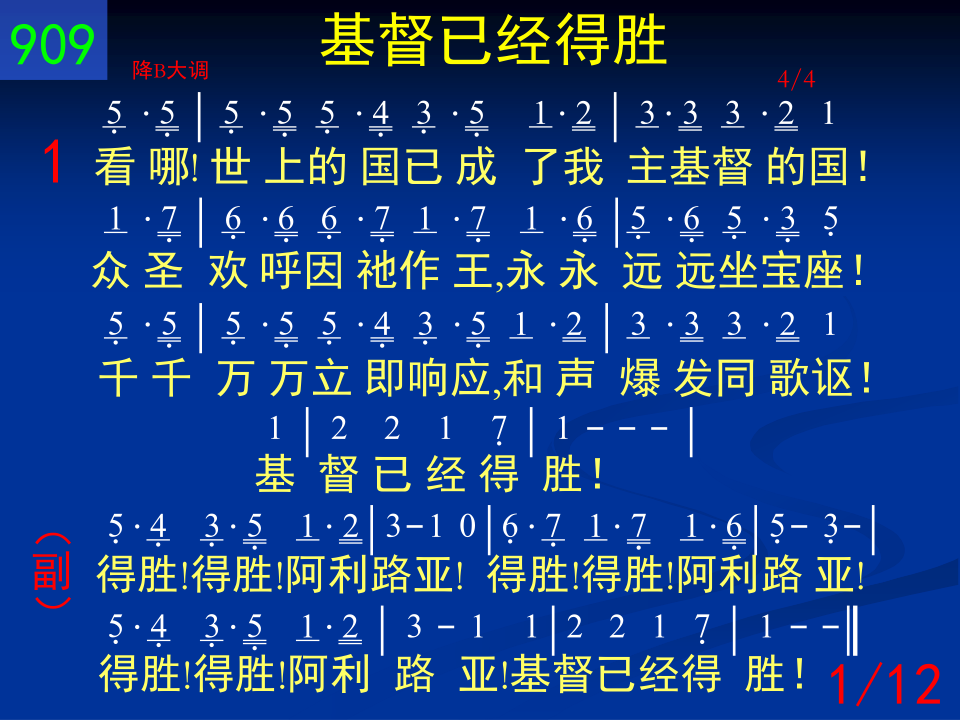 909
基督已经得胜
降B大调
4/4
5 · 5 | 5 · 5 5 · 4 3 · 5 1 · 2 | 3 · 3 3 · 2 1
1
看 哪! 世 上的 国已 成 了我 主基督 的国!
1 · 7 | 6 · 6 6 · 7 1 · 7 1 · 6 | 5 · 6 5 · 3 5
众 圣 欢 呼因 祂作 王,永 永 远 远坐宝座!
5 · 5 | 5 · 5 5 · 4 3 · 5 1 · 2 | 3 · 3 3 · 2 1
千 千 万 万立 即响应,和 声 爆 发同 歌讴!
1 | 2 2 1 7 | 1 - - - |
基 督 已 经 得 胜!
5 · 4 3 · 5 1 · 2 | 3 - 1 0 | 6 · 7 1 · 7 1 · 6 | 5 - 3 - |
(副)
得胜!得胜!阿利路亚! 得胜!得胜!阿利路 亚!
5 · 4 3 · 5 1 · 2 | 3 - 1 1 | 2 2 1 7 | 1 - - ‖
得胜!得胜!阿利 路 亚!基督已经得 胜!
1/12